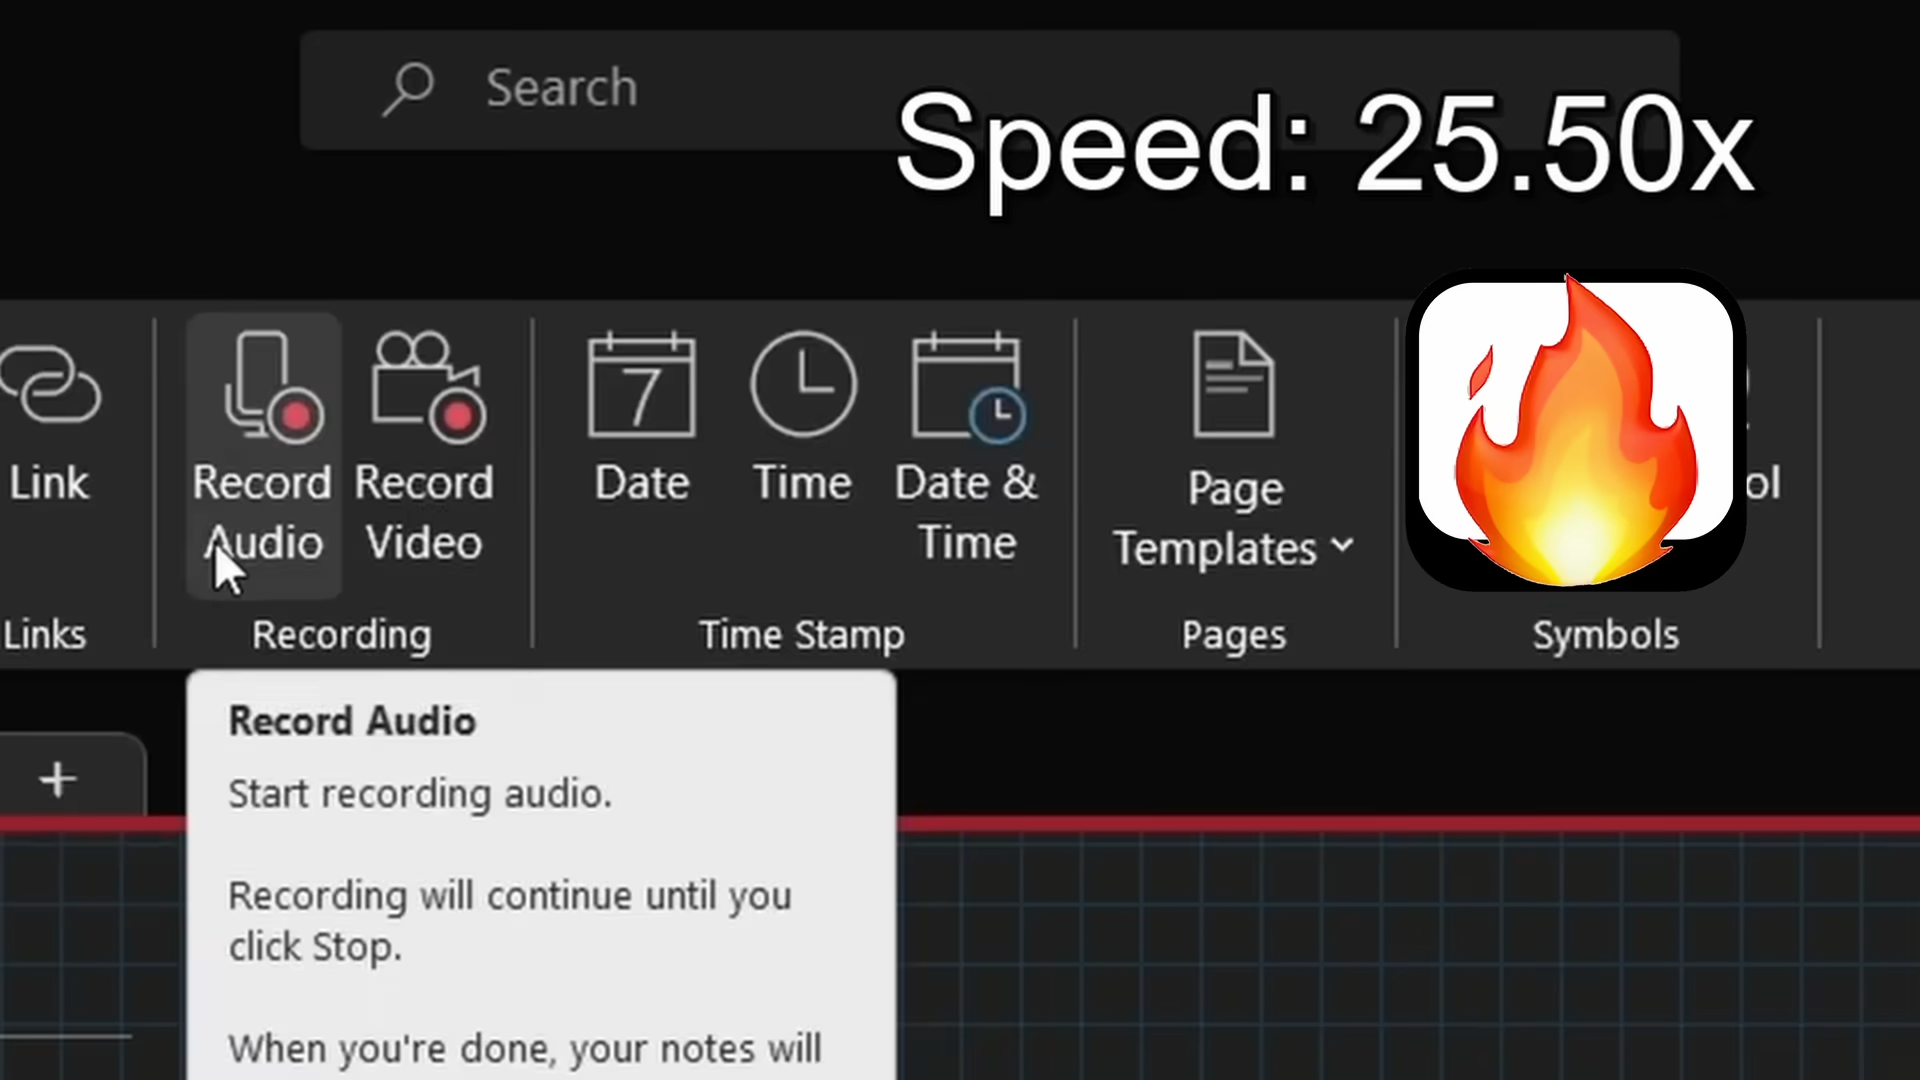 Search
Speed: 25.50x
Link
Record
Audio
Record
Video
7
Date
Time
Date &
Time
Page
Templates
ol
Links
Recording
Time Stamp
Pages
Symbols
Record Audio
Start recording audio.
Recording will continue until you
click Stop.
When you're done, your notes will